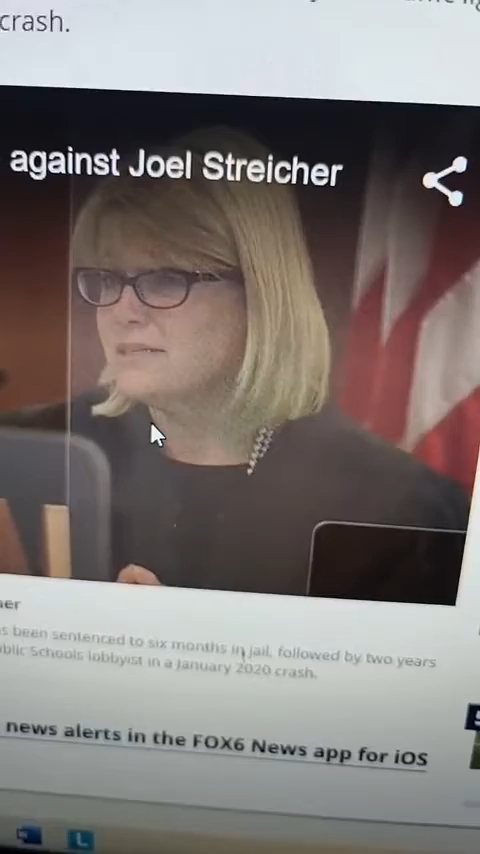 crash.
against Joel Streicher
been sentenced to six months in jail, followed by two years
Schools lobbyist in a January 2020 crash.
news alerts in the FOX6 News app for iOS
L